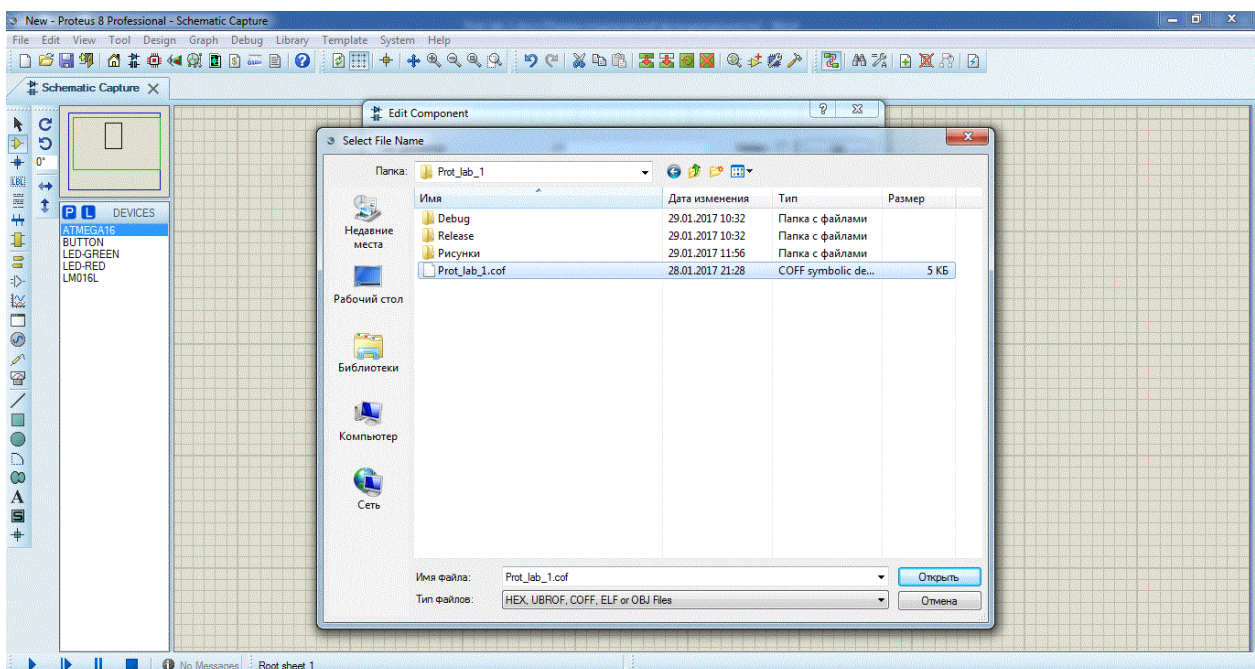 New - Proteus 8 Professional - Schematic Capture
File Edit View Tool Design Graph Debug Library Template System Help
Schematic Capture
Edit Component
Select File Name
Папка: Prot_lab_1
Имя Дата изменения Тип Размер
Debug 29.01.2017 10:32 Папка с файлами
Release 29.01.2017 10:32 Папка с файлами
Рисунки 29.01.2017 11:56 Папка с файлами
Prot_lab_1.cof 28.01.2017 21:28 COFF symbolic de... 5 КБ
Недавние места
Рабочий стол
Библиотеки
Компьютер
Сеть
0°
LBL
P L DEVICES
ATMEGA16
BUTTON
LED-GREEN
LED-RED
LM016L
A
S
Имя файла: Prot_lab_1.cof Открыть
Тип файлов: HEX, UBROF, COFF, ELF or OBJ Files Отмена
No Messages Root sheet 1